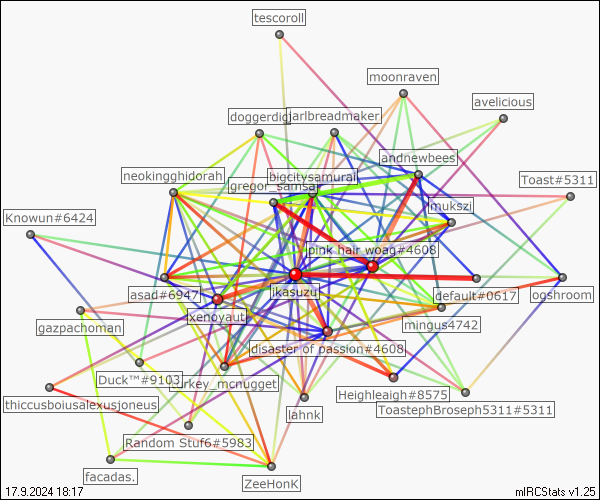 tescoroll
moonraven
avelicious
doggerdig
jarlbreadmaker
andnewbees
neokingghidorah
bigcitysamurai
gregor_samsa
Toast#5311
mukszj
Knowun#6424
pink hair woag#4608
asad#6947
ikasuzu
default#0617
ogshroom
xenoyaut
mingus4742
gazpachoman
disaster of passion#4608
Duck™#9103
turkey_mcnugget
Heighleaigh#8575
thiccusboiusalexusjoneus
lahnk
ToastephBroseph5311#5311
Random Stuf6#5983
facadas.
ZeeHonK
17.9.2024 18:17
mIRCStats v1.25